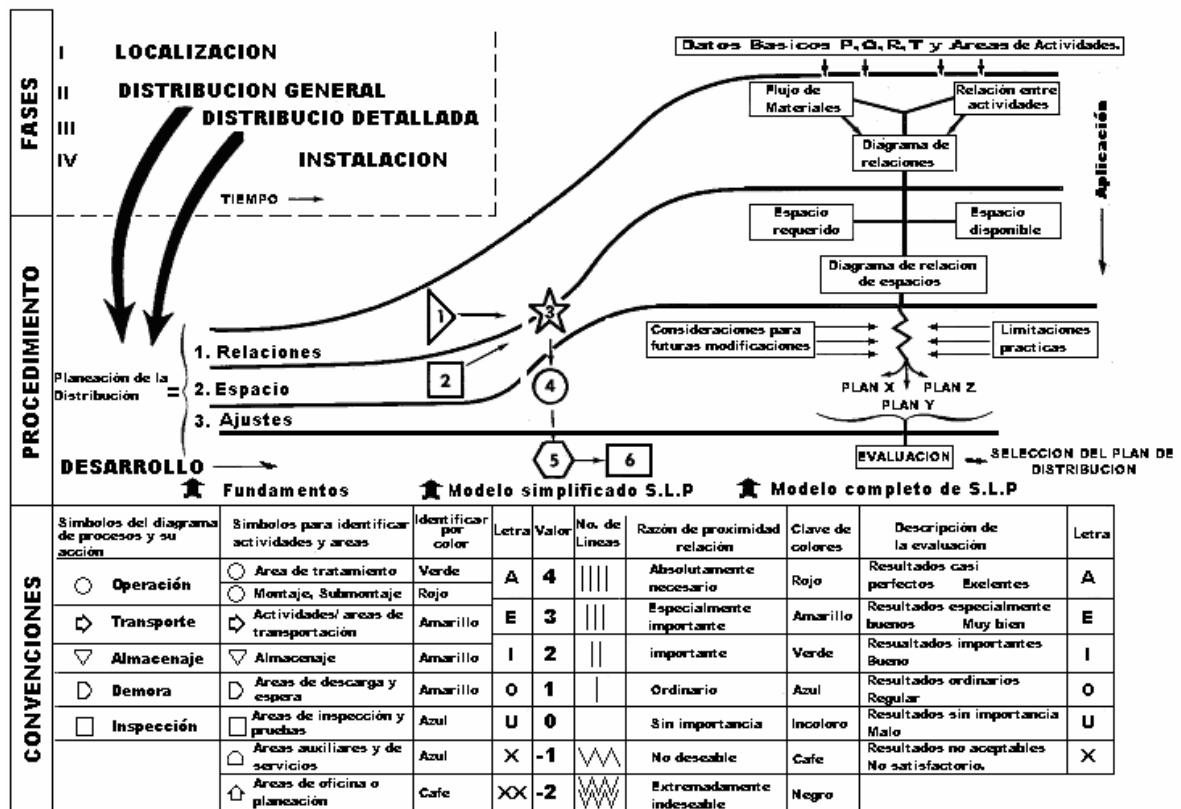 FASES
I LOCALIZACION
II DISTRIBUCION GENERAL
III DISTRIBUCIO DETALLADA
IV INSTALACION
TIEMPO
Datos Basicos P,Q,R,T y Areas de Actividades.
Flujo de
Materiales
Relación entre
actividades
Diagrama de
relaciones
Aplicación
Espacio
requerido
Espacio
disponible
Diagrama de relacion
de espacios
PROCEDIMIENTO
Planeación de la
Distribución =
1. Relaciones
2. Espacio
3. Ajustes
1
2
3
4
5
6
Consideraciones para
futuras modificaciones
Limitaciones
practicas
PLAN X PLAN Z
PLAN Y
EVALUACION
SELECCION DEL PLAN DE
DISTRIBUCION
DESARROLLO
Fundamentos Modelo simplificado S.L.P Modelo completo de S.L.P
CONVENCIONES
Simbolos del diagrama
de procesos y su
acción
Simbolos para identificar
actividades y areas
Identificar
por
color
Letra
Valor
No. de
Lineas
Razón de proximidad
relación
Clave de
colores
Descripción de
la evaluación
Letra
Operación
Area de tratamiento Verde
Montaje, Submontaje Rojo
A 4 Absolutamente
necesario
Rojo
Resultados casi
perfectos Exelentes
A
Transporte
Actividades/ areas de
transportación
Amarillo
E 3 Especialmente
importante
Amarillo
Resultados especialmente
buenos Muy bien
E
Almacenaje Almacenaje Amarillo
I 2 importante Verde
Resualtados importantes
Bueno
I
Demora
Areas de descarga y
espera
Amarillo
O 1 Ordinario Azul
Resultados ordinarios
Regular
O
Inspección
Areas de inspección y
pruebas
Azul
U 0 Sin importancia Incoloro
Resultados sin importancia
Malo
U
Areas auxiliares y de
servicios
Azul
X -1 No deseable Cafe
Resultados no aceptables
No satisfactorio.
X
Areas de oficina o
planeación
Cafe
XX -2 Extremadamente
indeseable
Negro